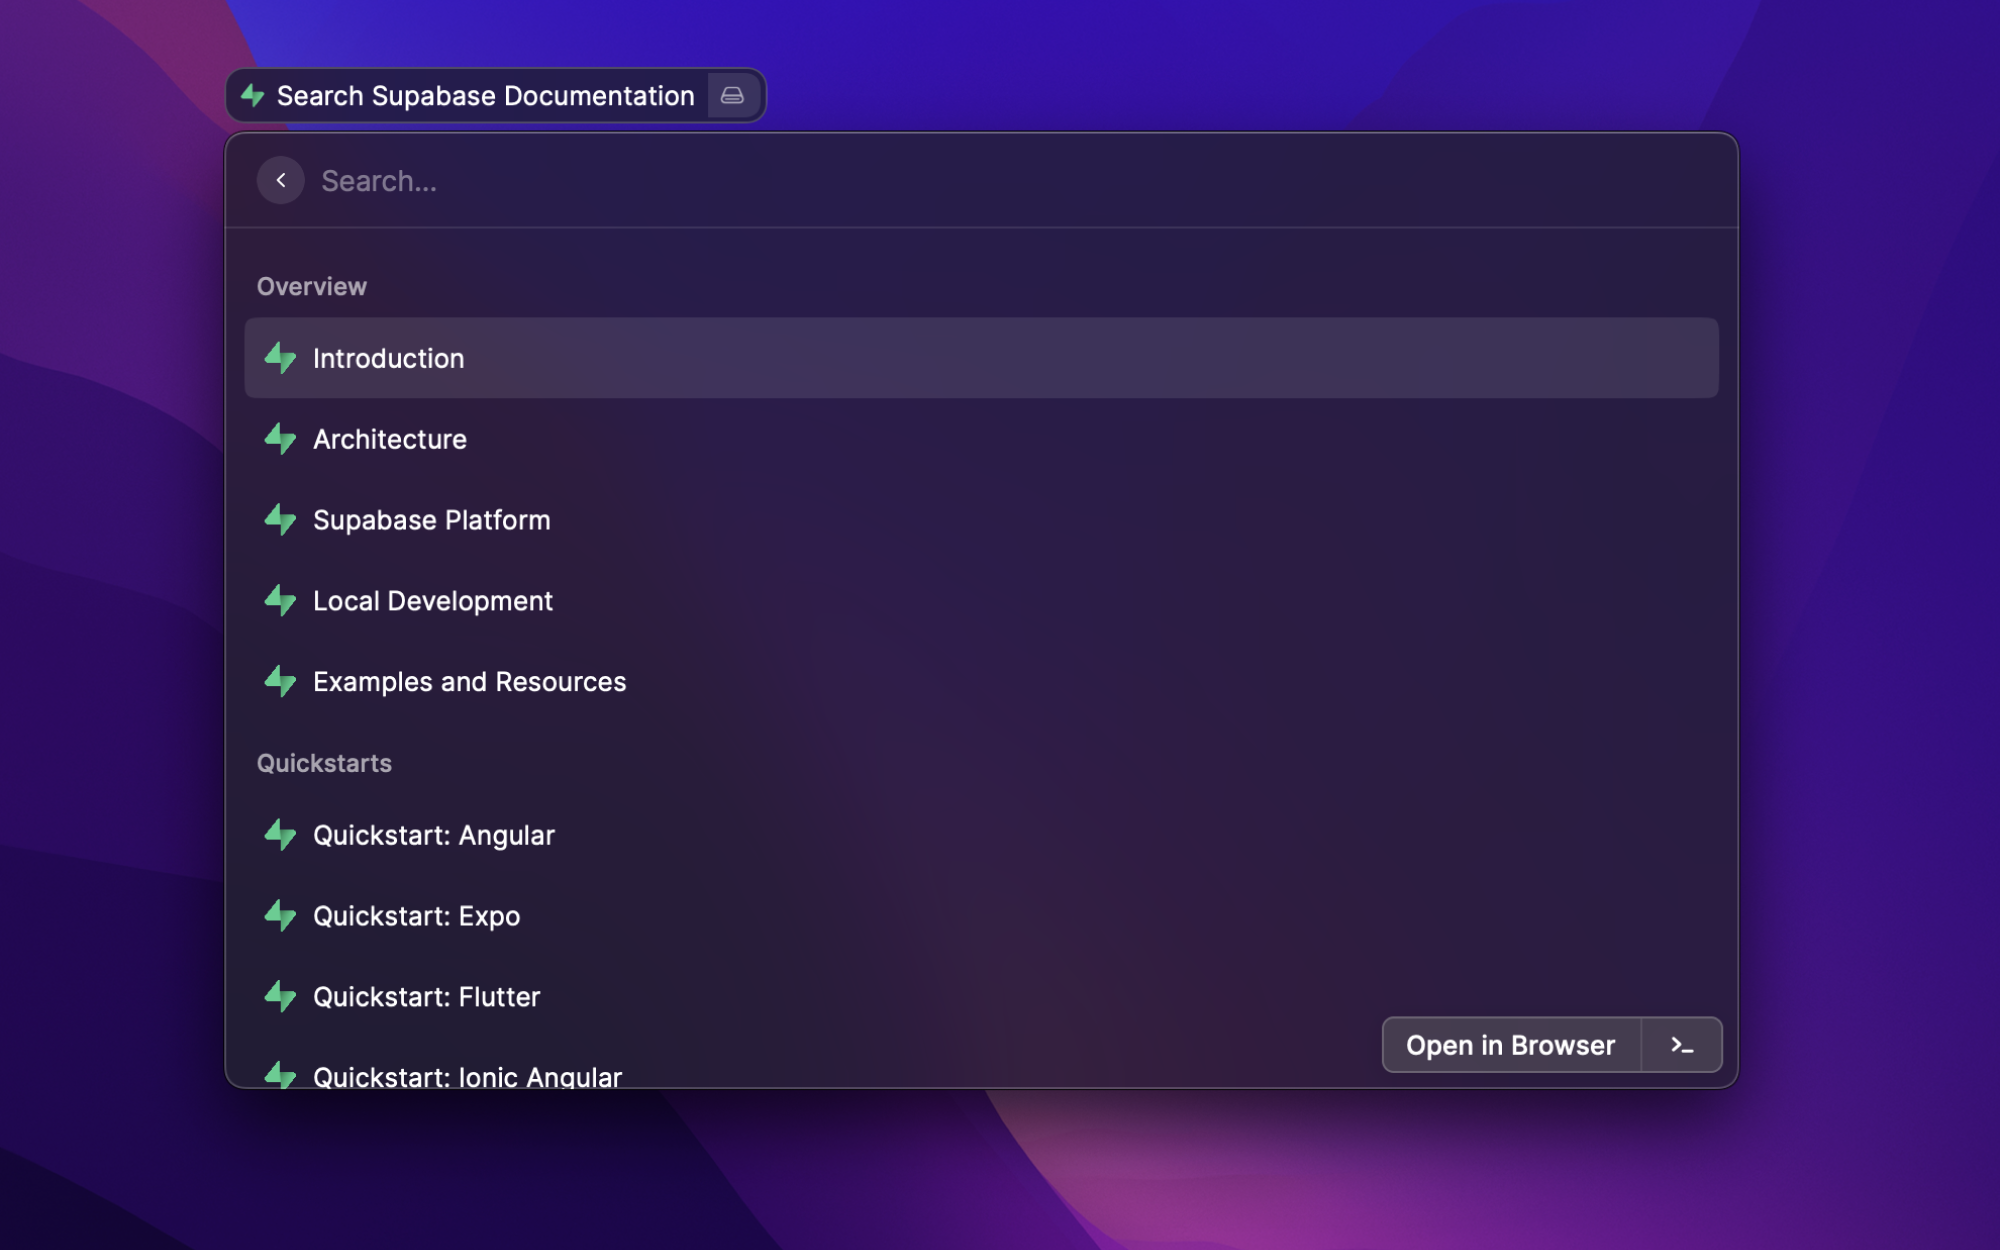 Search Supabase Documentation
Search...
Overview
Introduction
Architecture
Supabase Platform
Local Development
Examples and Resources
Quickstarts
Quickstart: Angular
Quickstart: Expo
Quickstart: Flutter
Quickstart: Ionic Angular
Open in Browser